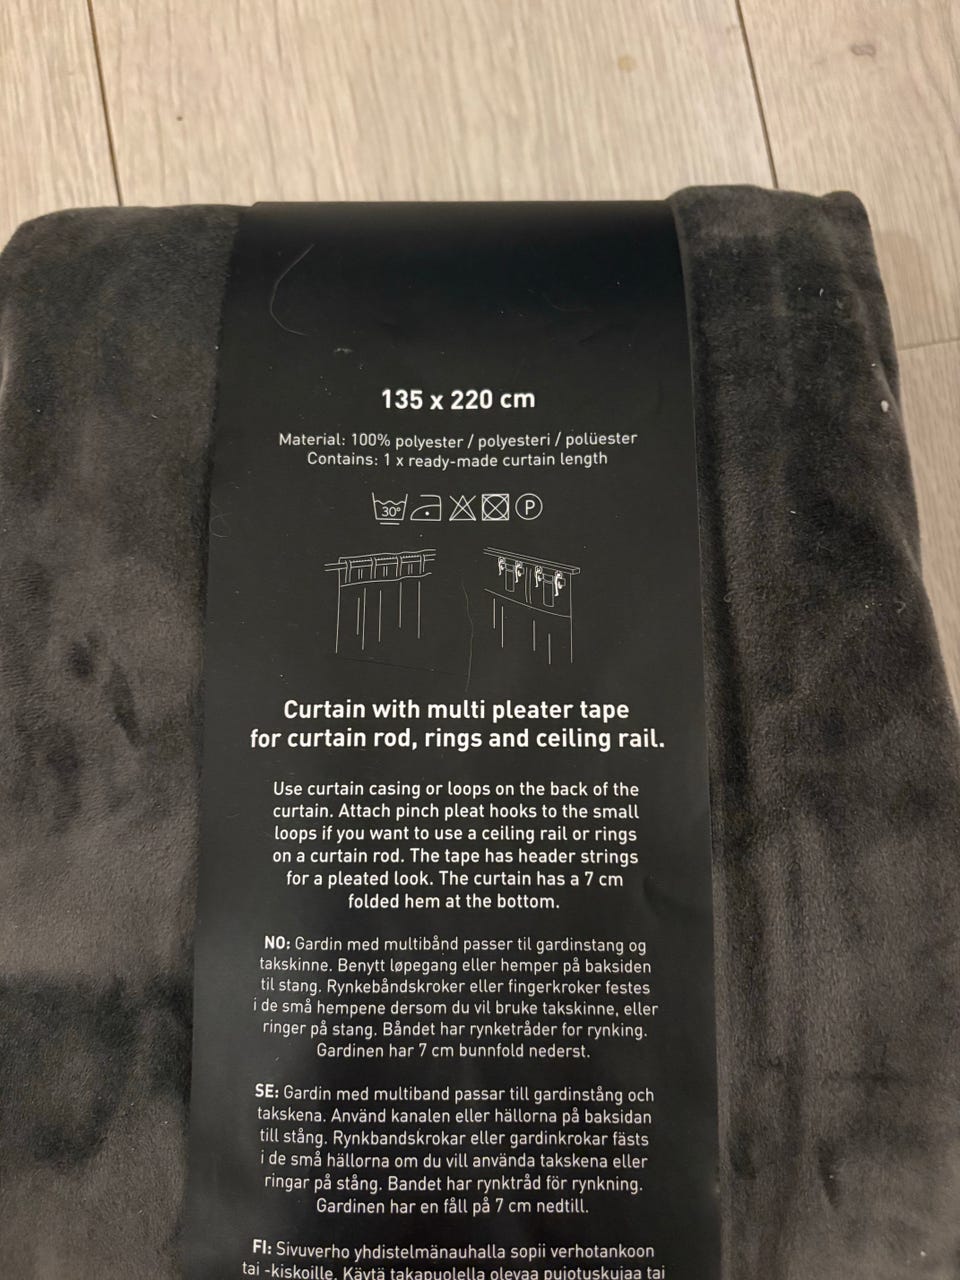 135 x 220 cm
Material: 100% polyester / polyesteri / polüester
Contains: 1 x ready-made curtain length
30° P
Curtain with multi pleater tape
for curtain rod, rings and ceiling rail.
Use curtain casing or loops on the back of the
curtain. Attach pinch pleat hooks to the small
loops if you want to use a ceiling rail or rings
on a curtain rod. The tape has header strings
for a pleated look. The curtain has a 7 cm
folded hem at the bottom.
NO: Gardin med multibånd passer til gardinstang og
takskinne. Benytt løpegang eller hemper på baksiden
til stang. Rynkebåndskroker eller fingerkroker festes
i de små hempene dersom du vil bruke takskinne, eller
ringer på stang. Båndet har rynketråder for rynking.
Gardinen har 7 cm bunnfold nederst.
SE: Gardin med multiband passar till gardinstång och
takskena. Använd kanalen eller hällorna på baksidan
till stång. Rynkbandskrokar eller gardinkrokar fästs
i de små hällorna om du vill använda takskena eller
ringar på stång. Bandet har rynktråd för rynkning.
Gardinen har en fåll på 7 cm nedtill.
FI: Sivuverho yhdistelmänauhalla sopii verhotankoon
tai -kiskoille. Käytä takapuolella olevaa pujotuskujaa tai